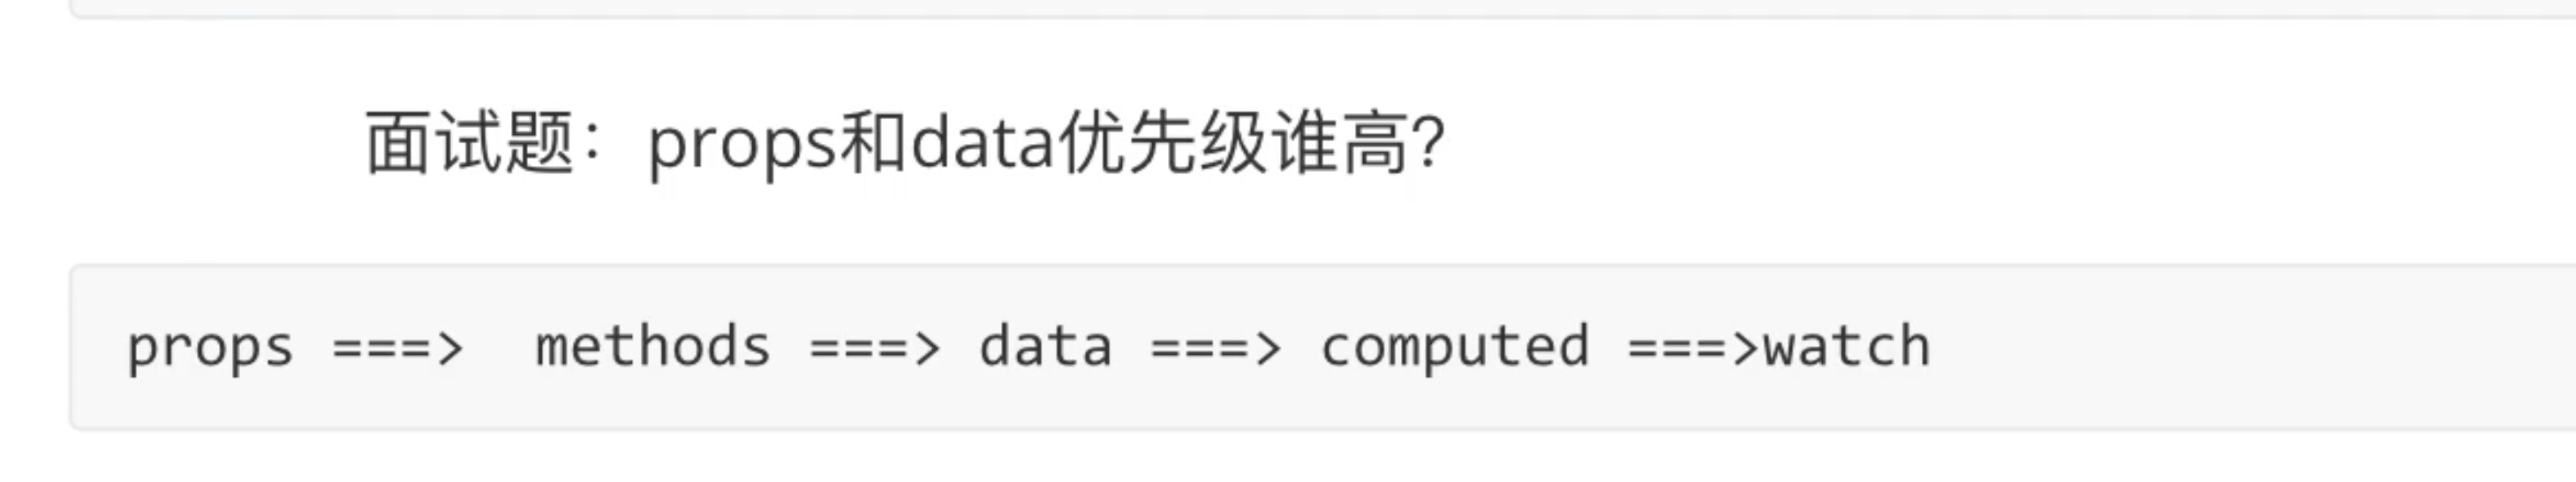 面试题：props和data优先级谁高？
props ===>  methods ===> data ===> computed ===>watch